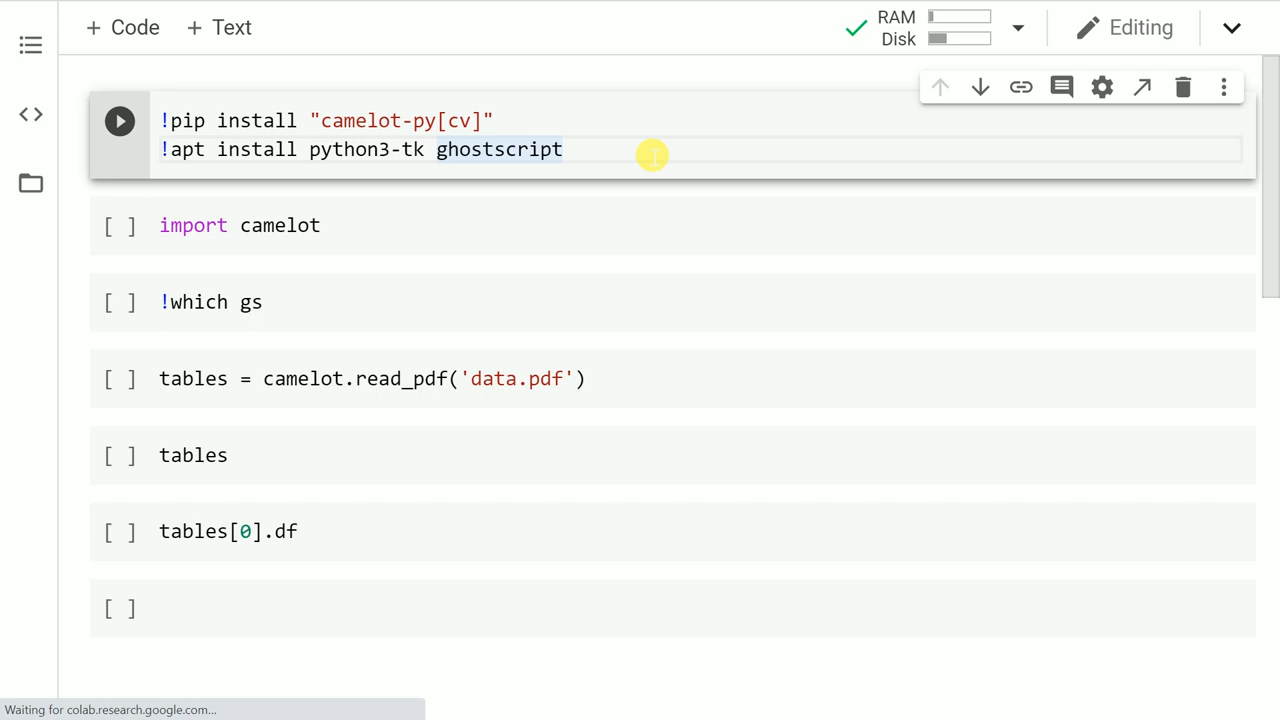 + Code + Text
RAM
Disk
Editing
!pip install "camelot-py[cv]"
!apt install python3-tk ghostscript
[ ] import camelot
[ ] !which gs
[ ] tables = camelot.read_pdf('data.pdf')
[ ] tables
[ ] tables[0].df
[ ]
Waiting for colab.research.google.com...